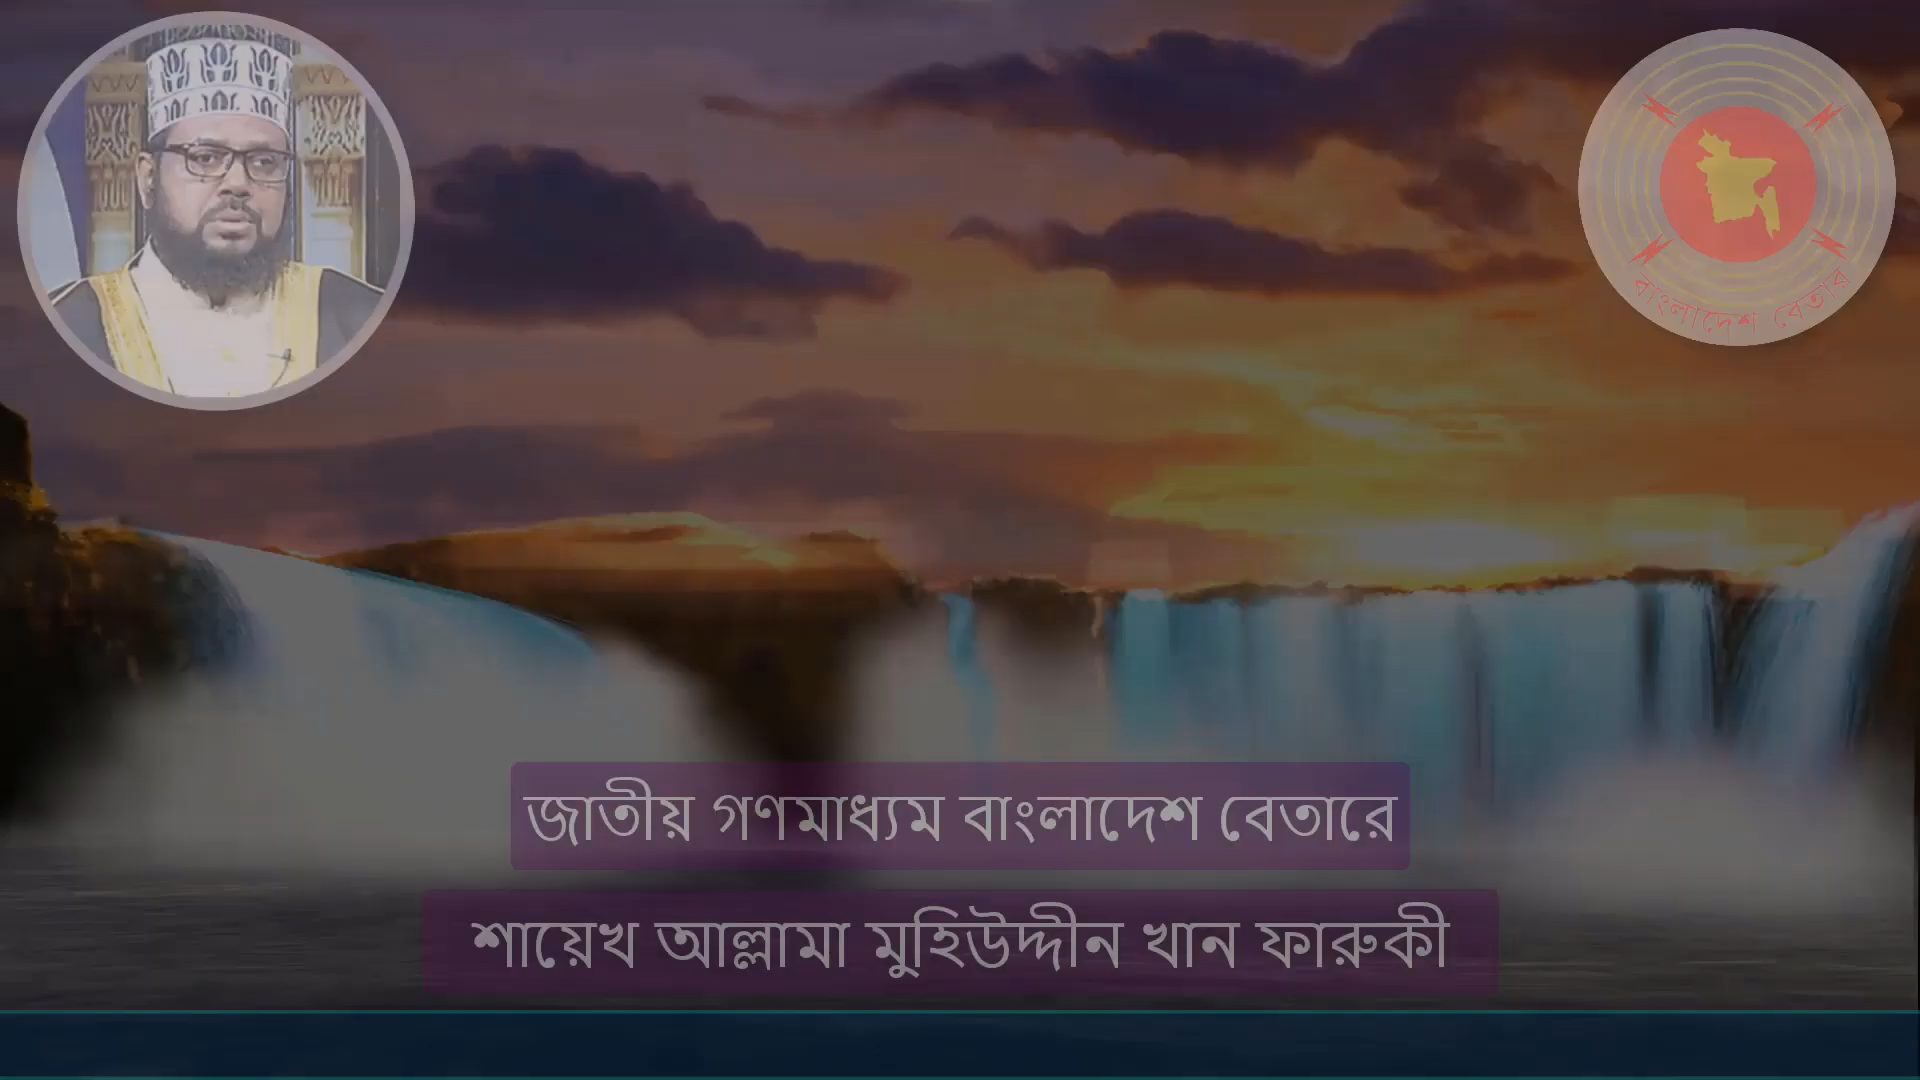 বাংলাদেশ বেতার
জাতীয় গণমাধ্যম বাংলাদেশ বেতারে
শায়েখ আল্লামা মুহিউদ্দীন খান ফারুকী